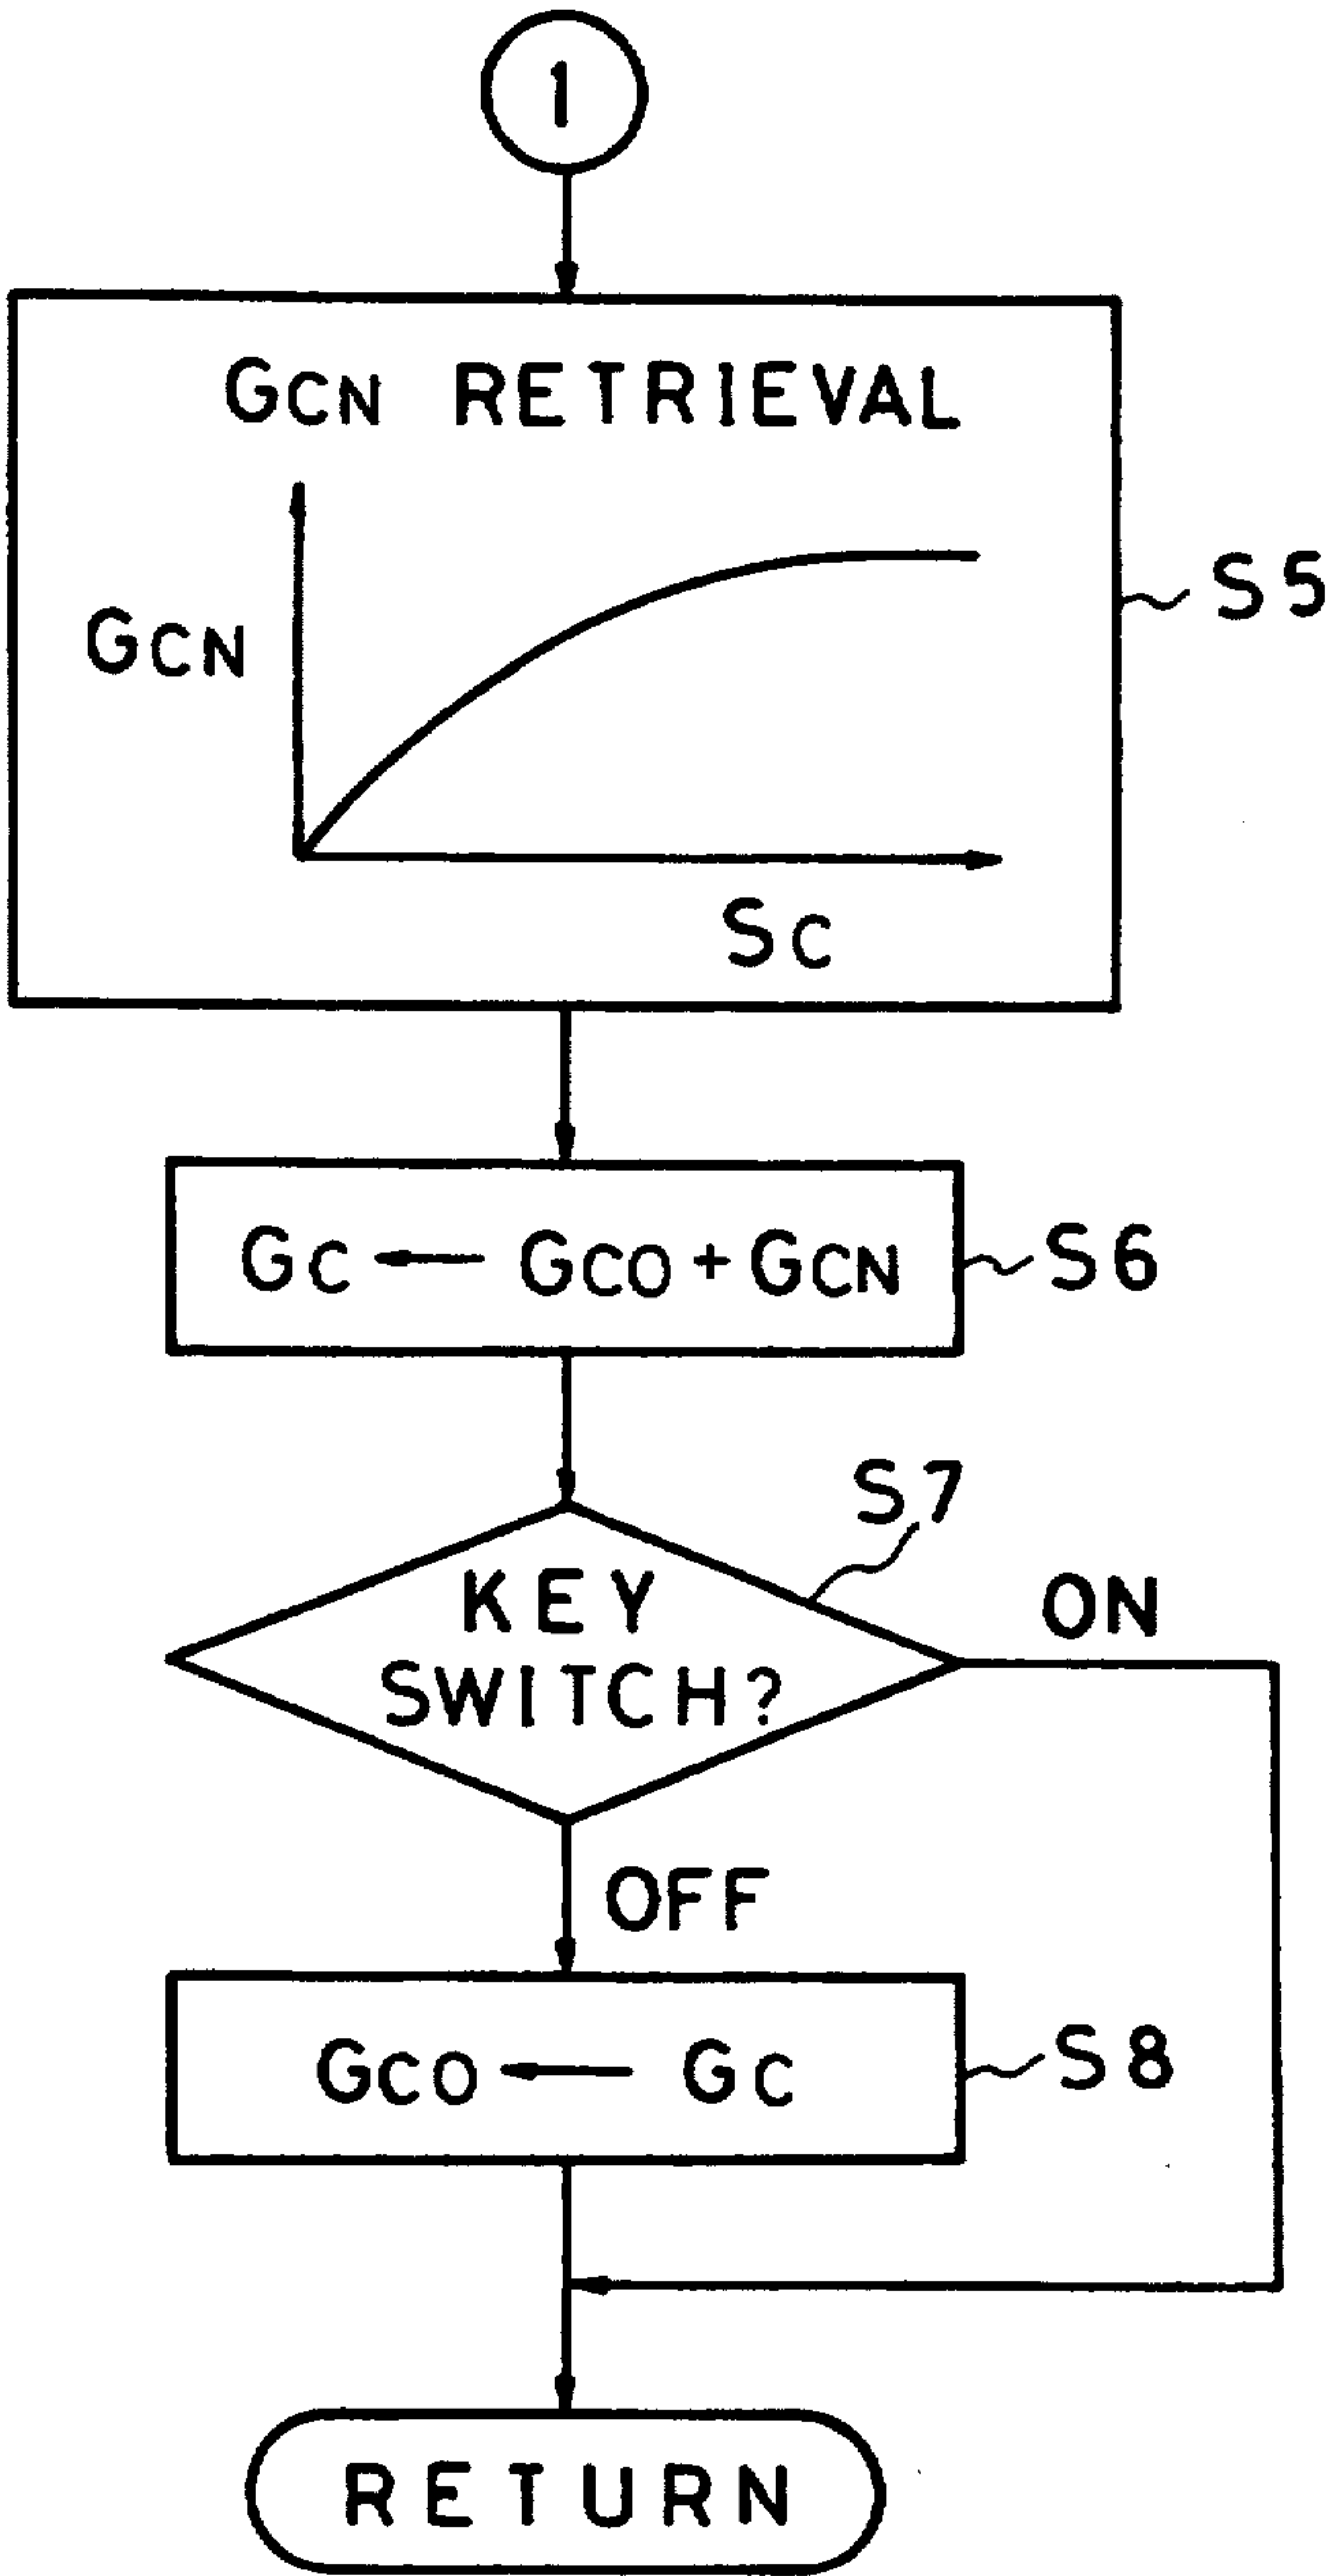 1
GCN RETRIEVAL
GCN
S5
SC
GC ← GCO + GCN
S6
S7
KEY
SWITCH?
ON
OFF
GCO ← GC
S8
RETURN